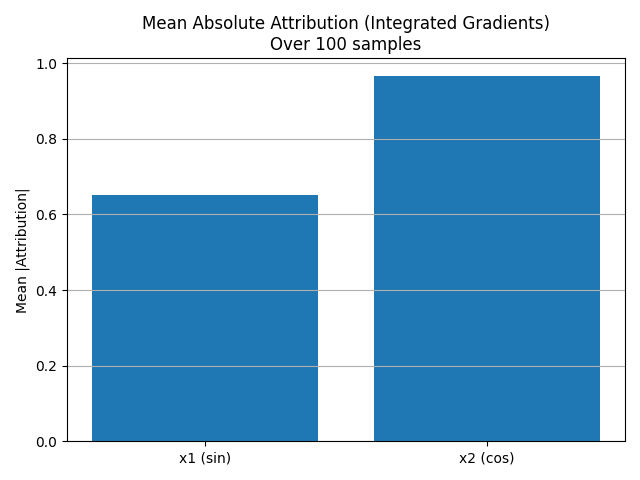 Mean Absolute Attribution (Integrated Gradients)
Over 100 samples
Mean |Attribution|
1.0
0.8
0.6
0.4
0.2
0.0
x1 (sin)
x2 (cos)